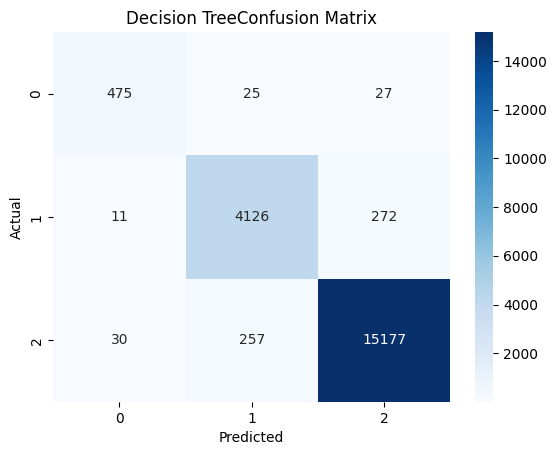 Decision TreeConfusion Matrix
0 475 25 27
1 11 4126 272
2 30 257 15177
0 1 2
Predicted
Actual
14000
12000
10000
8000
6000
4000
2000